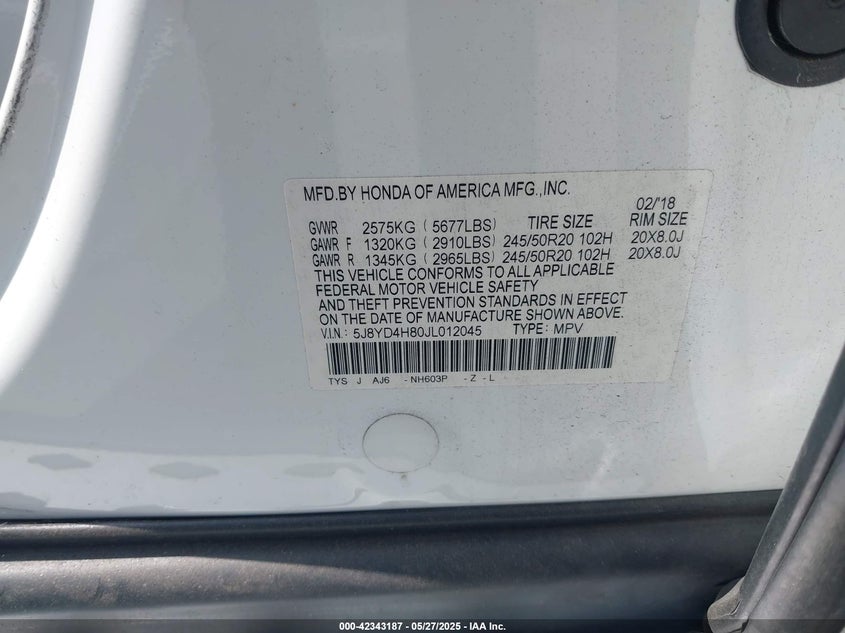 MFD.BY HONDA OF AMERICA MFG.,INC.
02/'18
GVWR 2575KG (5677LBS) TIRE SIZE RIM SIZE
GAWR F 1320KG (2910LBS) 245/50R20 102H 20X8.0J
GAWR R 1345KG (2965LBS) 245/50R20 102H 20X8.0J
THIS VEHICLE CONFORMS TO ALL APPLICABLE
FEDERAL MOTOR VEHICLE SAFETY
AND THEFT PREVENTION STANDARDS IN EFFECT
ON THE DATE OF MANUFACTURE SHOWN ABOVE.
V.I.N.: 5J8YD4H80JL012045 TYPE: MPV
TYS J AJ6 -NH603P -Z -L
000-42343187 - 05/27/2025 - IAA Inc.